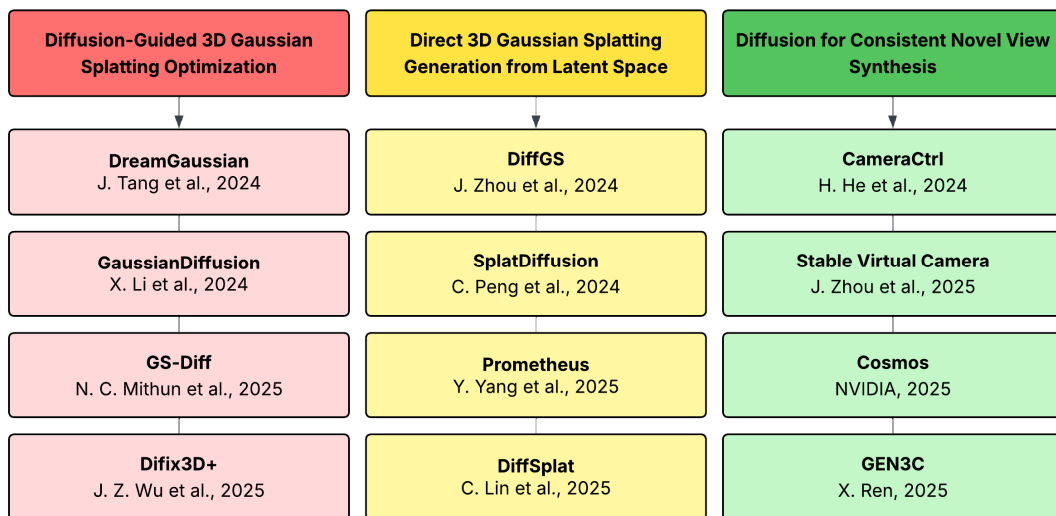 Diffusion-Guided 3D Gaussian
Splatting Optimization
DreamGaussian
J. Tang et al., 2024
GaussianDiffusion
X. Li et al., 2024
GS-Diff
N. C. Mithun et al., 2025
Difix3D+
J. Z. Wu et al., 2025
Direct 3D Gaussian Splatting
Generation from Latent Space
DiffGS
J. Zhou et al., 2024
SplatDiffusion
C. Peng et al., 2024
Prometheus
Y. Yang et al., 2025
DiffSplat
C. Lin et al., 2025
Diffusion for Consistent Novel View
Synthesis
CameraCtrl
H. He et al., 2024
Stable Virtual Camera
J. Zhou et al., 2025
Cosmos
NVIDIA, 2025
GEN3C
X. Ren, 2025